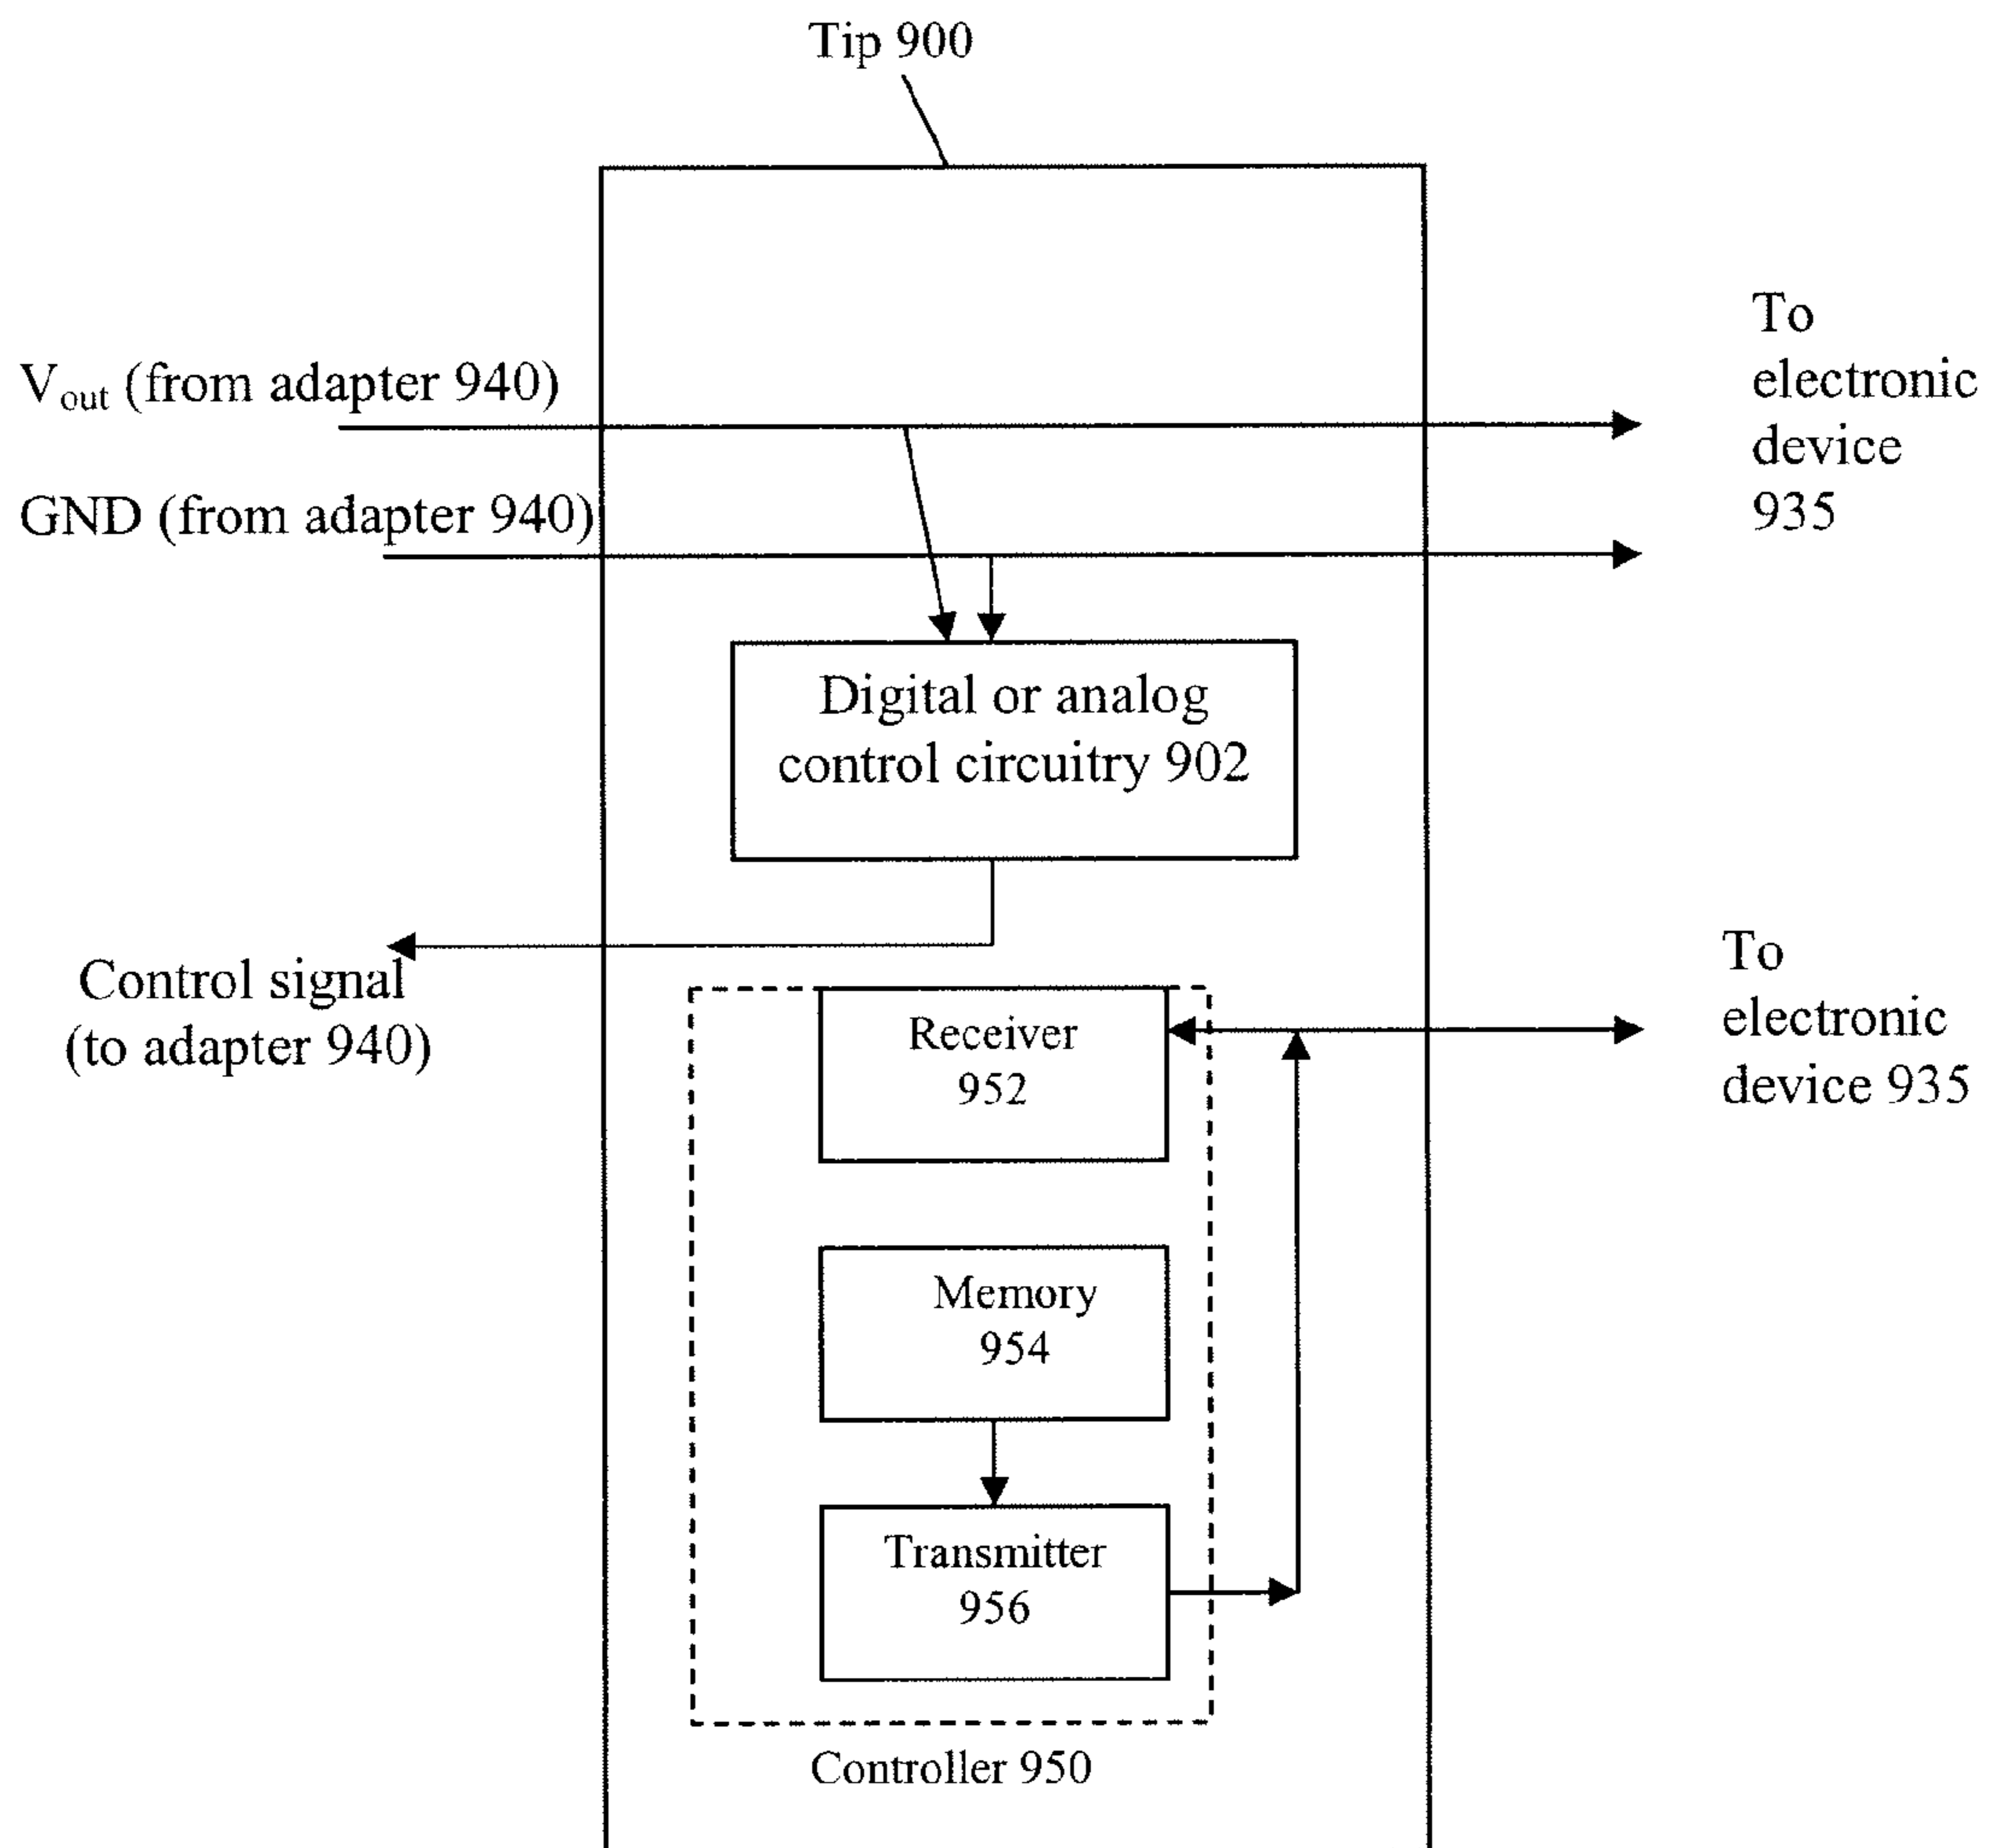 Tip 900
V_out (from adapter 940)
GND (from adapter 940)
To
electronic
device
935
Digital or analog
control circuitry 902
Control signal
(to adapter 940)
To
electronic
device 935
Receiver
952
Memory
954
Transmitter
956
Controller 950